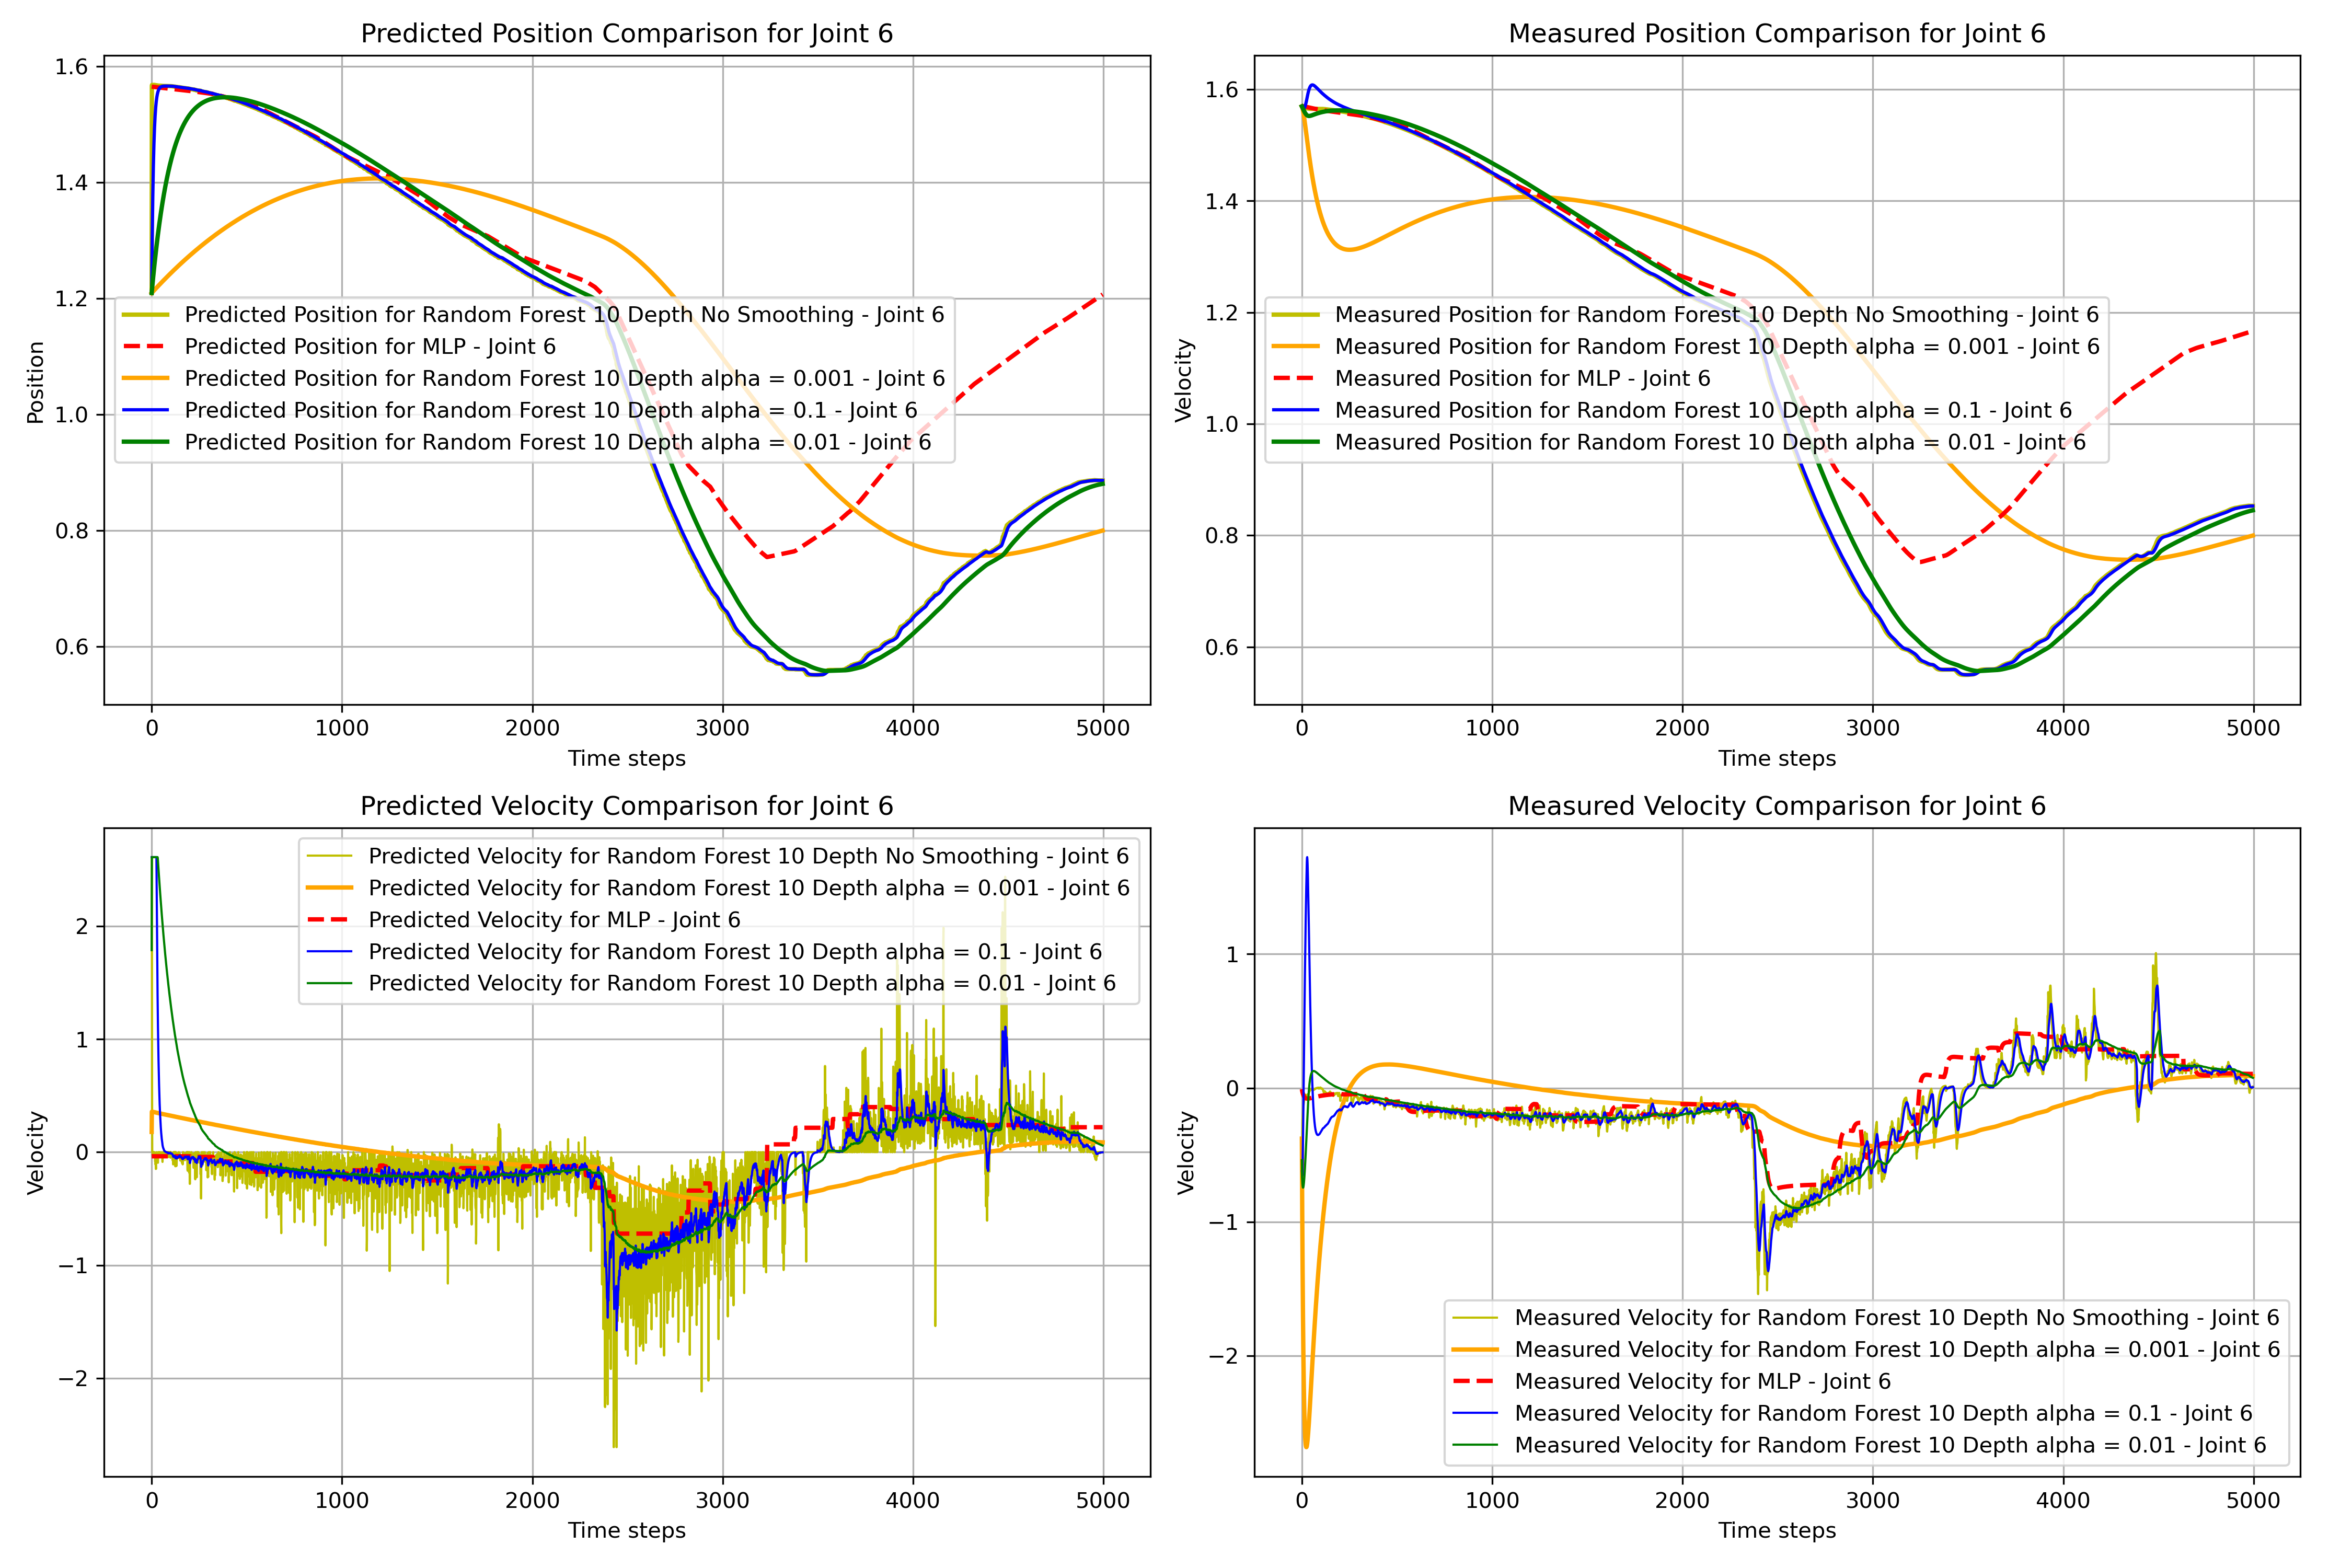 Predicted Position Comparison for Joint 6
1.6
1.4
1.2
1.0
0.8
0.6
Position
Predicted Position for Random Forest 10 Depth No Smoothing - Joint 6
Predicted Position for MLP - Joint 6
Predicted Position for Random Forest 10 Depth alpha = 0.001 - Joint 6
Predicted Position for Random Forest 10 Depth alpha = 0.1 - Joint 6
Predicted Position for Random Forest 10 Depth alpha = 0.01 - Joint 6
0 1000 2000 3000 4000 5000
Time steps
Measured Position Comparison for Joint 6
1.6
1.4
1.2
1.0
0.8
0.6
Velocity
Measured Position for Random Forest 10 Depth No Smoothing - Joint 6
Measured Position for Random Forest 10 Depth alpha = 0.001 - Joint 6
Measured Position for MLP - Joint 6
Measured Position for Random Forest 10 Depth alpha = 0.1 - Joint 6
Measured Position for Random Forest 10 Depth alpha = 0.01 - Joint 6
0 1000 2000 3000 4000 5000
Time steps
Predicted Velocity Comparison for Joint 6
Predicted Velocity for Random Forest 10 Depth No Smoothing - Joint 6
Predicted Velocity for Random Forest 10 Depth alpha = 0.001 - Joint 6
Predicted Velocity for MLP - Joint 6
Predicted Velocity for Random Forest 10 Depth alpha = 0.1 - Joint 6
Predicted Velocity for Random Forest 10 Depth alpha = 0.01 - Joint 6
2
1
0
−1
−2
Velocity
0 1000 2000 3000 4000 5000
Time steps
Measured Velocity Comparison for Joint 6
1
0
−1
−2
Velocity
Measured Velocity for Random Forest 10 Depth No Smoothing - Joint 6
Measured Velocity for Random Forest 10 Depth alpha = 0.001 - Joint 6
Measured Velocity for MLP - Joint 6
Measured Velocity for Random Forest 10 Depth alpha = 0.1 - Joint 6
Measured Velocity for Random Forest 10 Depth alpha = 0.01 - Joint 6
0 1000 2000 3000 4000 5000
Time steps